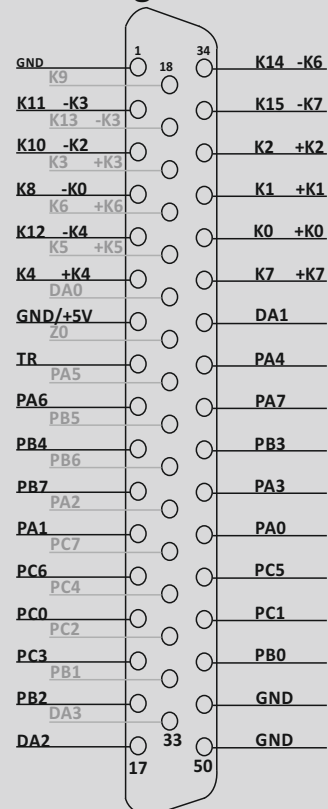 1 18 34
GND K14 -K6
K9
K11 -K3 K15 -K7
K13 -K3
K10 -K2 K2 +K2
K3 +K3
K8 -K0 K1 +K1
K6 +K6
K12 -K4 K0 +K0
K5 +K5
K4 +K4 K7 +K7
DA0
GND/+5V DA1
Z0
TR PA4
PA5
PA6 PA7
PB5
PB4 PB3
PB6
PB7 PA3
PA2
PA1 PA0
PC7
PC6 PC5
PC4
PC0 PC1
PC2
PC3 PB0
PB1
PB2 GND
DA3
DA2 33 GND
17 50